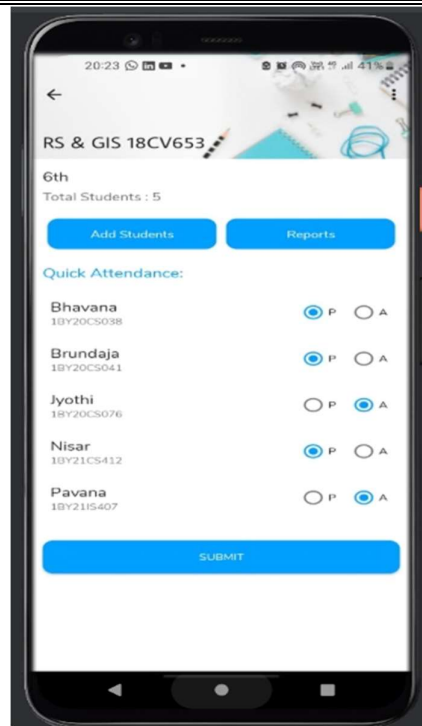 20:23
41%
RS & GIS 18CV653
6th
Total Students : 5
Add Students Reports
Quick Attendance:
Bhavana P A
1BY20CS038
Brundaja P A
1BY20CS041
Jyothi P A
1BY20CS076
Nisar P A
1BY21CS412
Pavana P A
1BY21IS407
SUBMIT